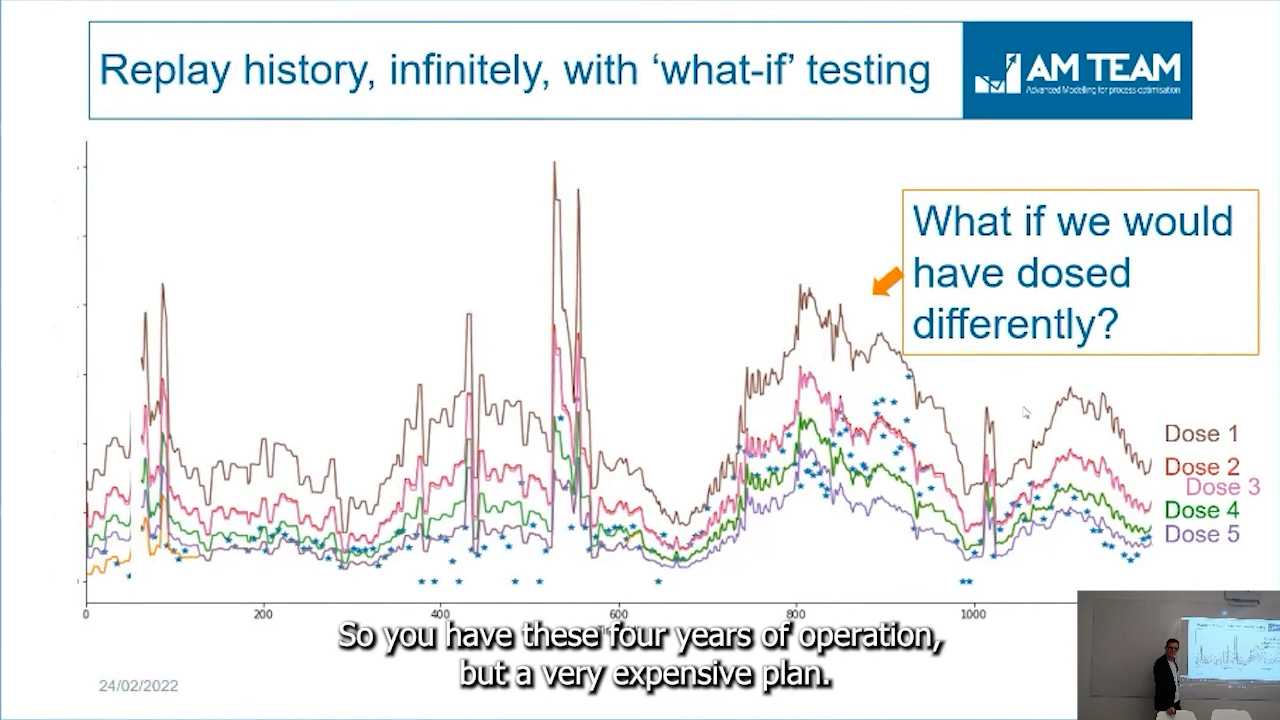 Replay history, infinitely, with ‘what-if’ testing
AM TEAM
Advanced Modelling for process optimisation
What if we would
have dosed
differently?
Dose 1
Dose 2
Dose 3
Dose 4
Dose 5
0
200
400
600
800
1000
So you have these four years of operation,
but a very expensive plan.
24/02/2022